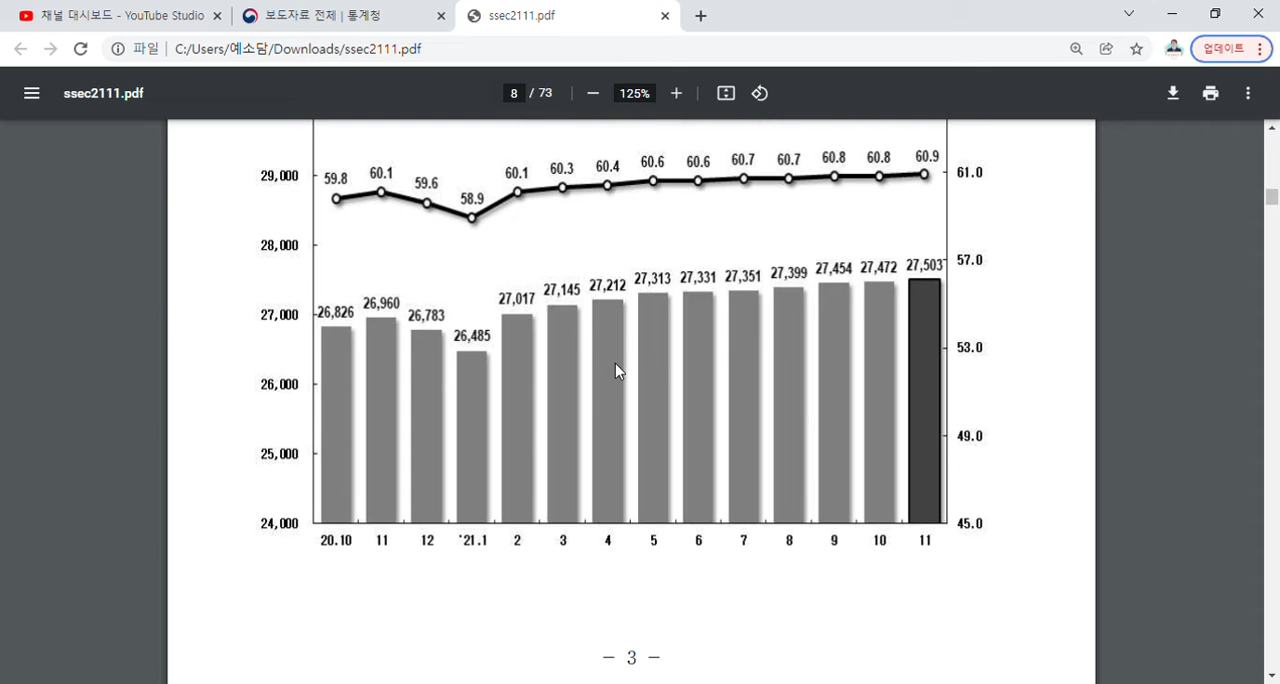 채널 대시보드 - YouTube Studio
보도자료 전체 | 통계청
ssec2111.pdf
파일 C:/Users/예소담/Downloads/ssec2111.pdf
업데이트
ssec2111.pdf
8 / 73
125%
59.8 60.1 59.6 58.9 60.1 60.3 60.4 60.6 60.6 60.7 60.7 60.8 60.8 60.9
29,000 61.0
28,000 57.0
26,826 26,960 26,783 26,485 27,017 27,145 27,212 27,313 27,331 27,351 27,399 27,454 27,472 27,503
27,000 53.0
26,000
25,000 49.0
24,000 45.0
20.10 11 12 '21.1 2 3 4 5 6 7 8 9 10 11
- 3 -